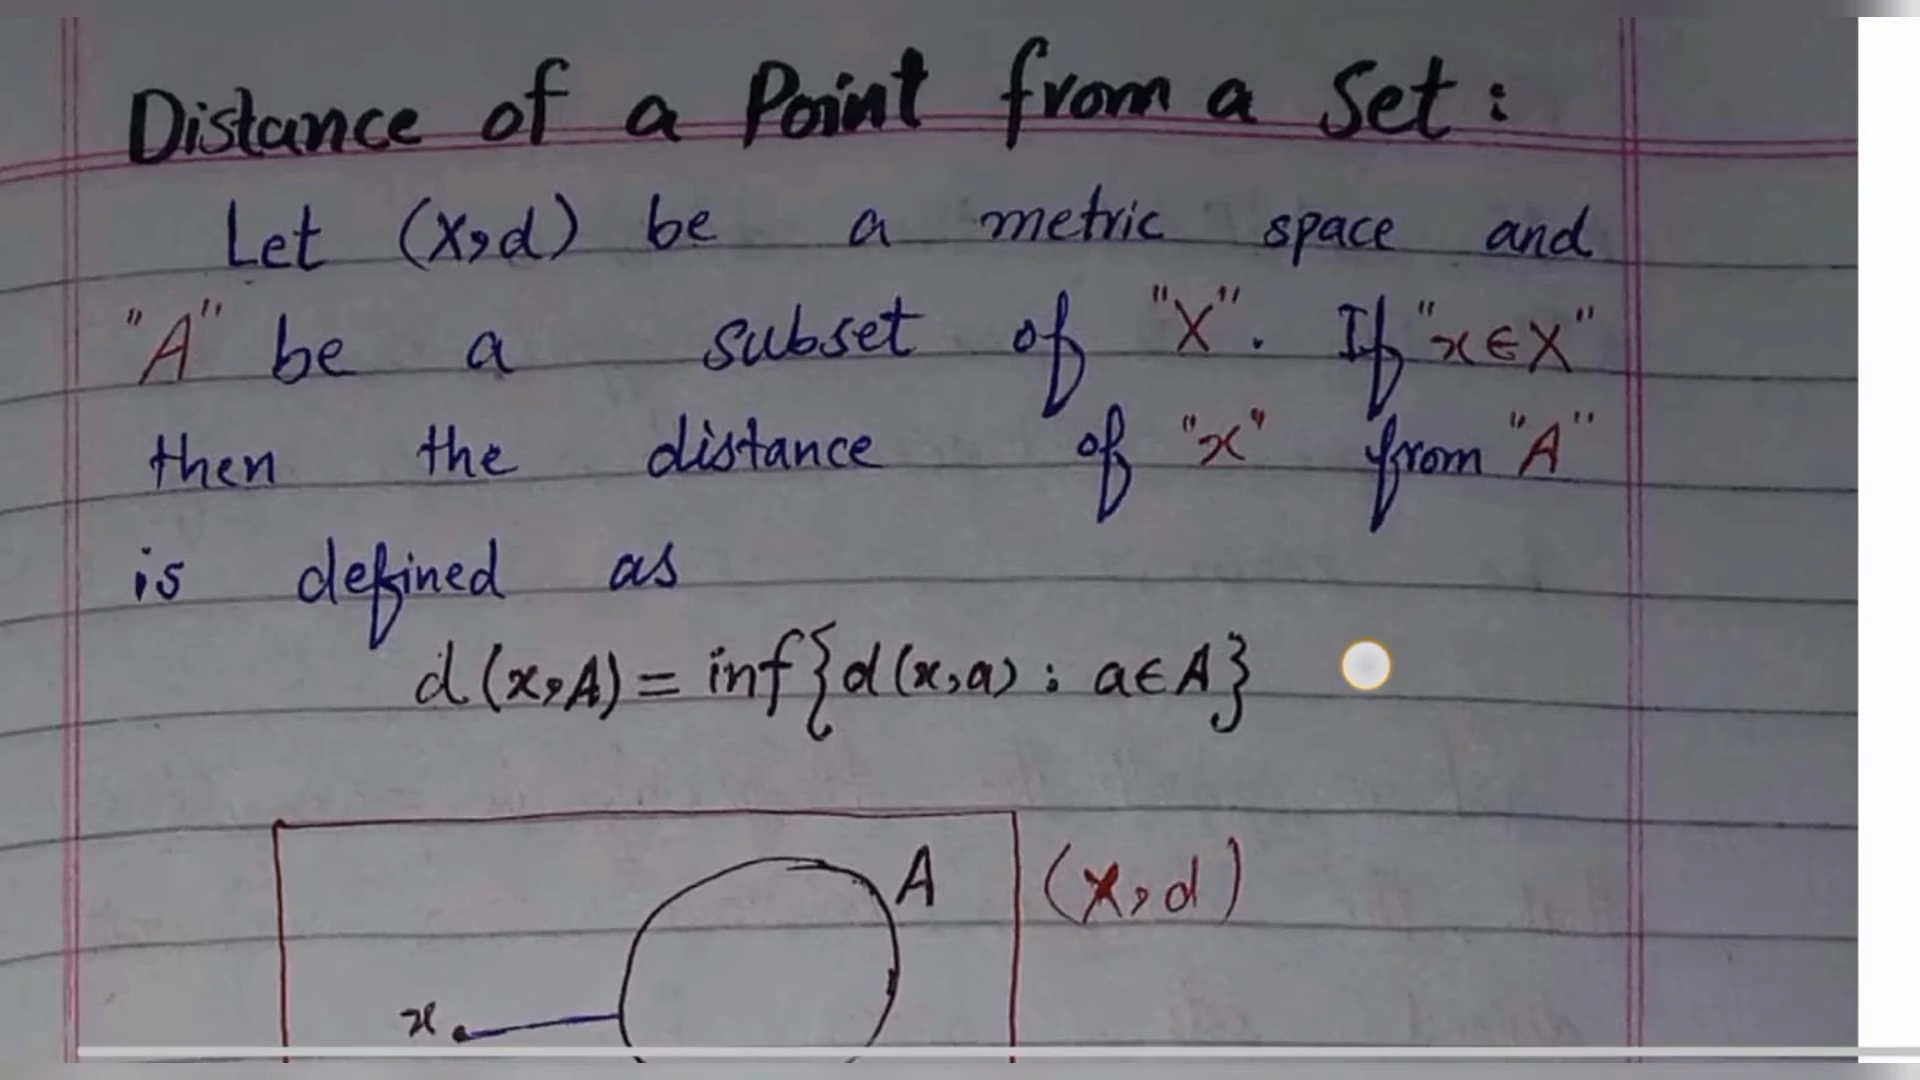 Distance of a Point from a Set:
Let (X,d) be a metric space and
"A" be a subset of "X". If "x∈X"
then the distance of "x" from "A"
is defined as
d(x,A) = inf{d(x,a) : a∈A}
A
(X,d)
x